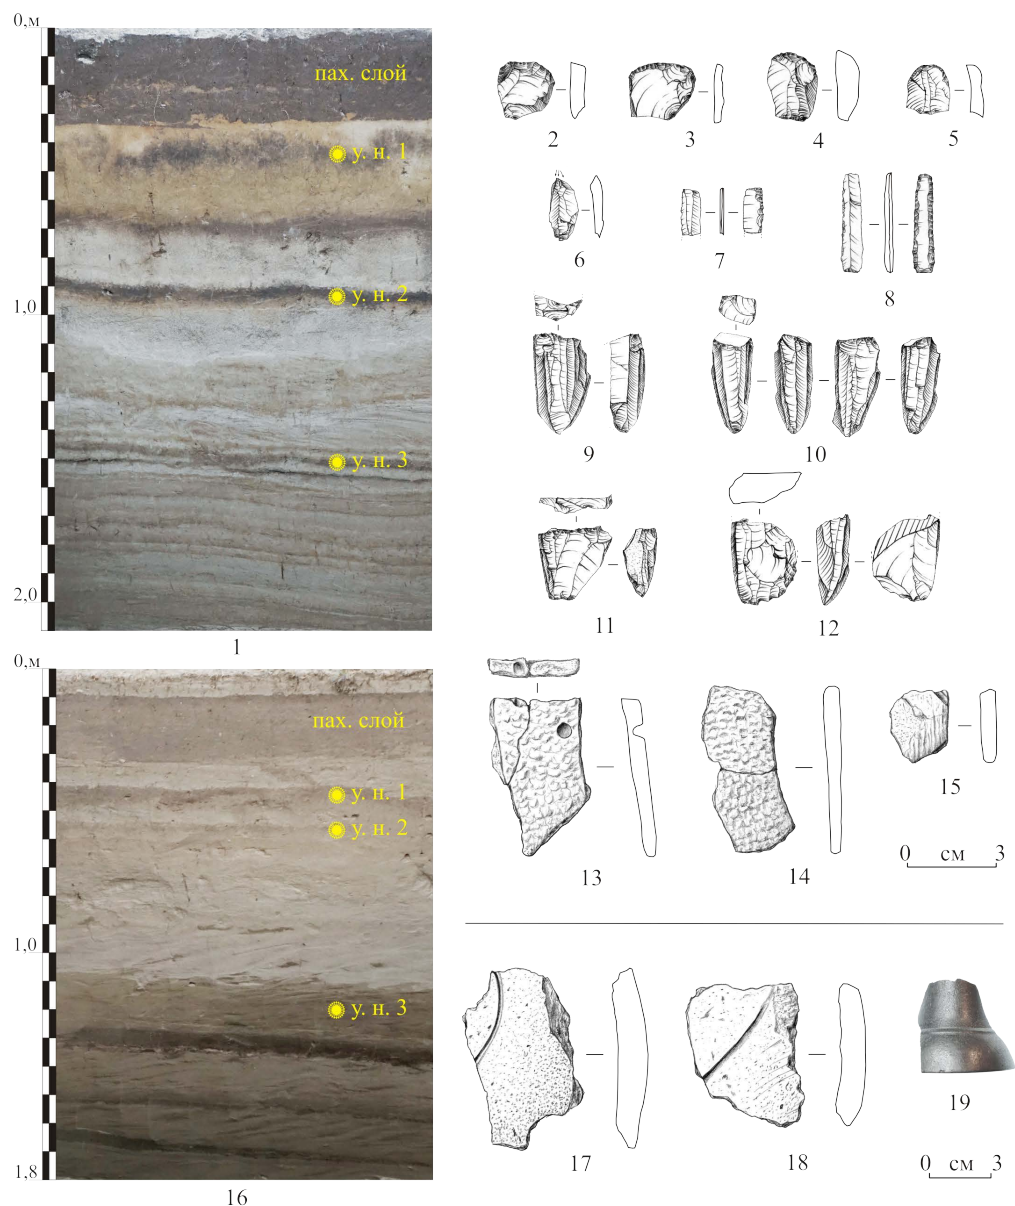 0,м
пах. слой
у. н. 1
у. н. 2
1,0
у. н. 3
2,0
1
2
3
4
5
6
7
8
9
10
11
12
13
14
15
0 см 3
0,м
пах. слой
у. н. 1
у. н. 2
1,0
у. н. 3
1,8
16
17
18
19
0 см 3